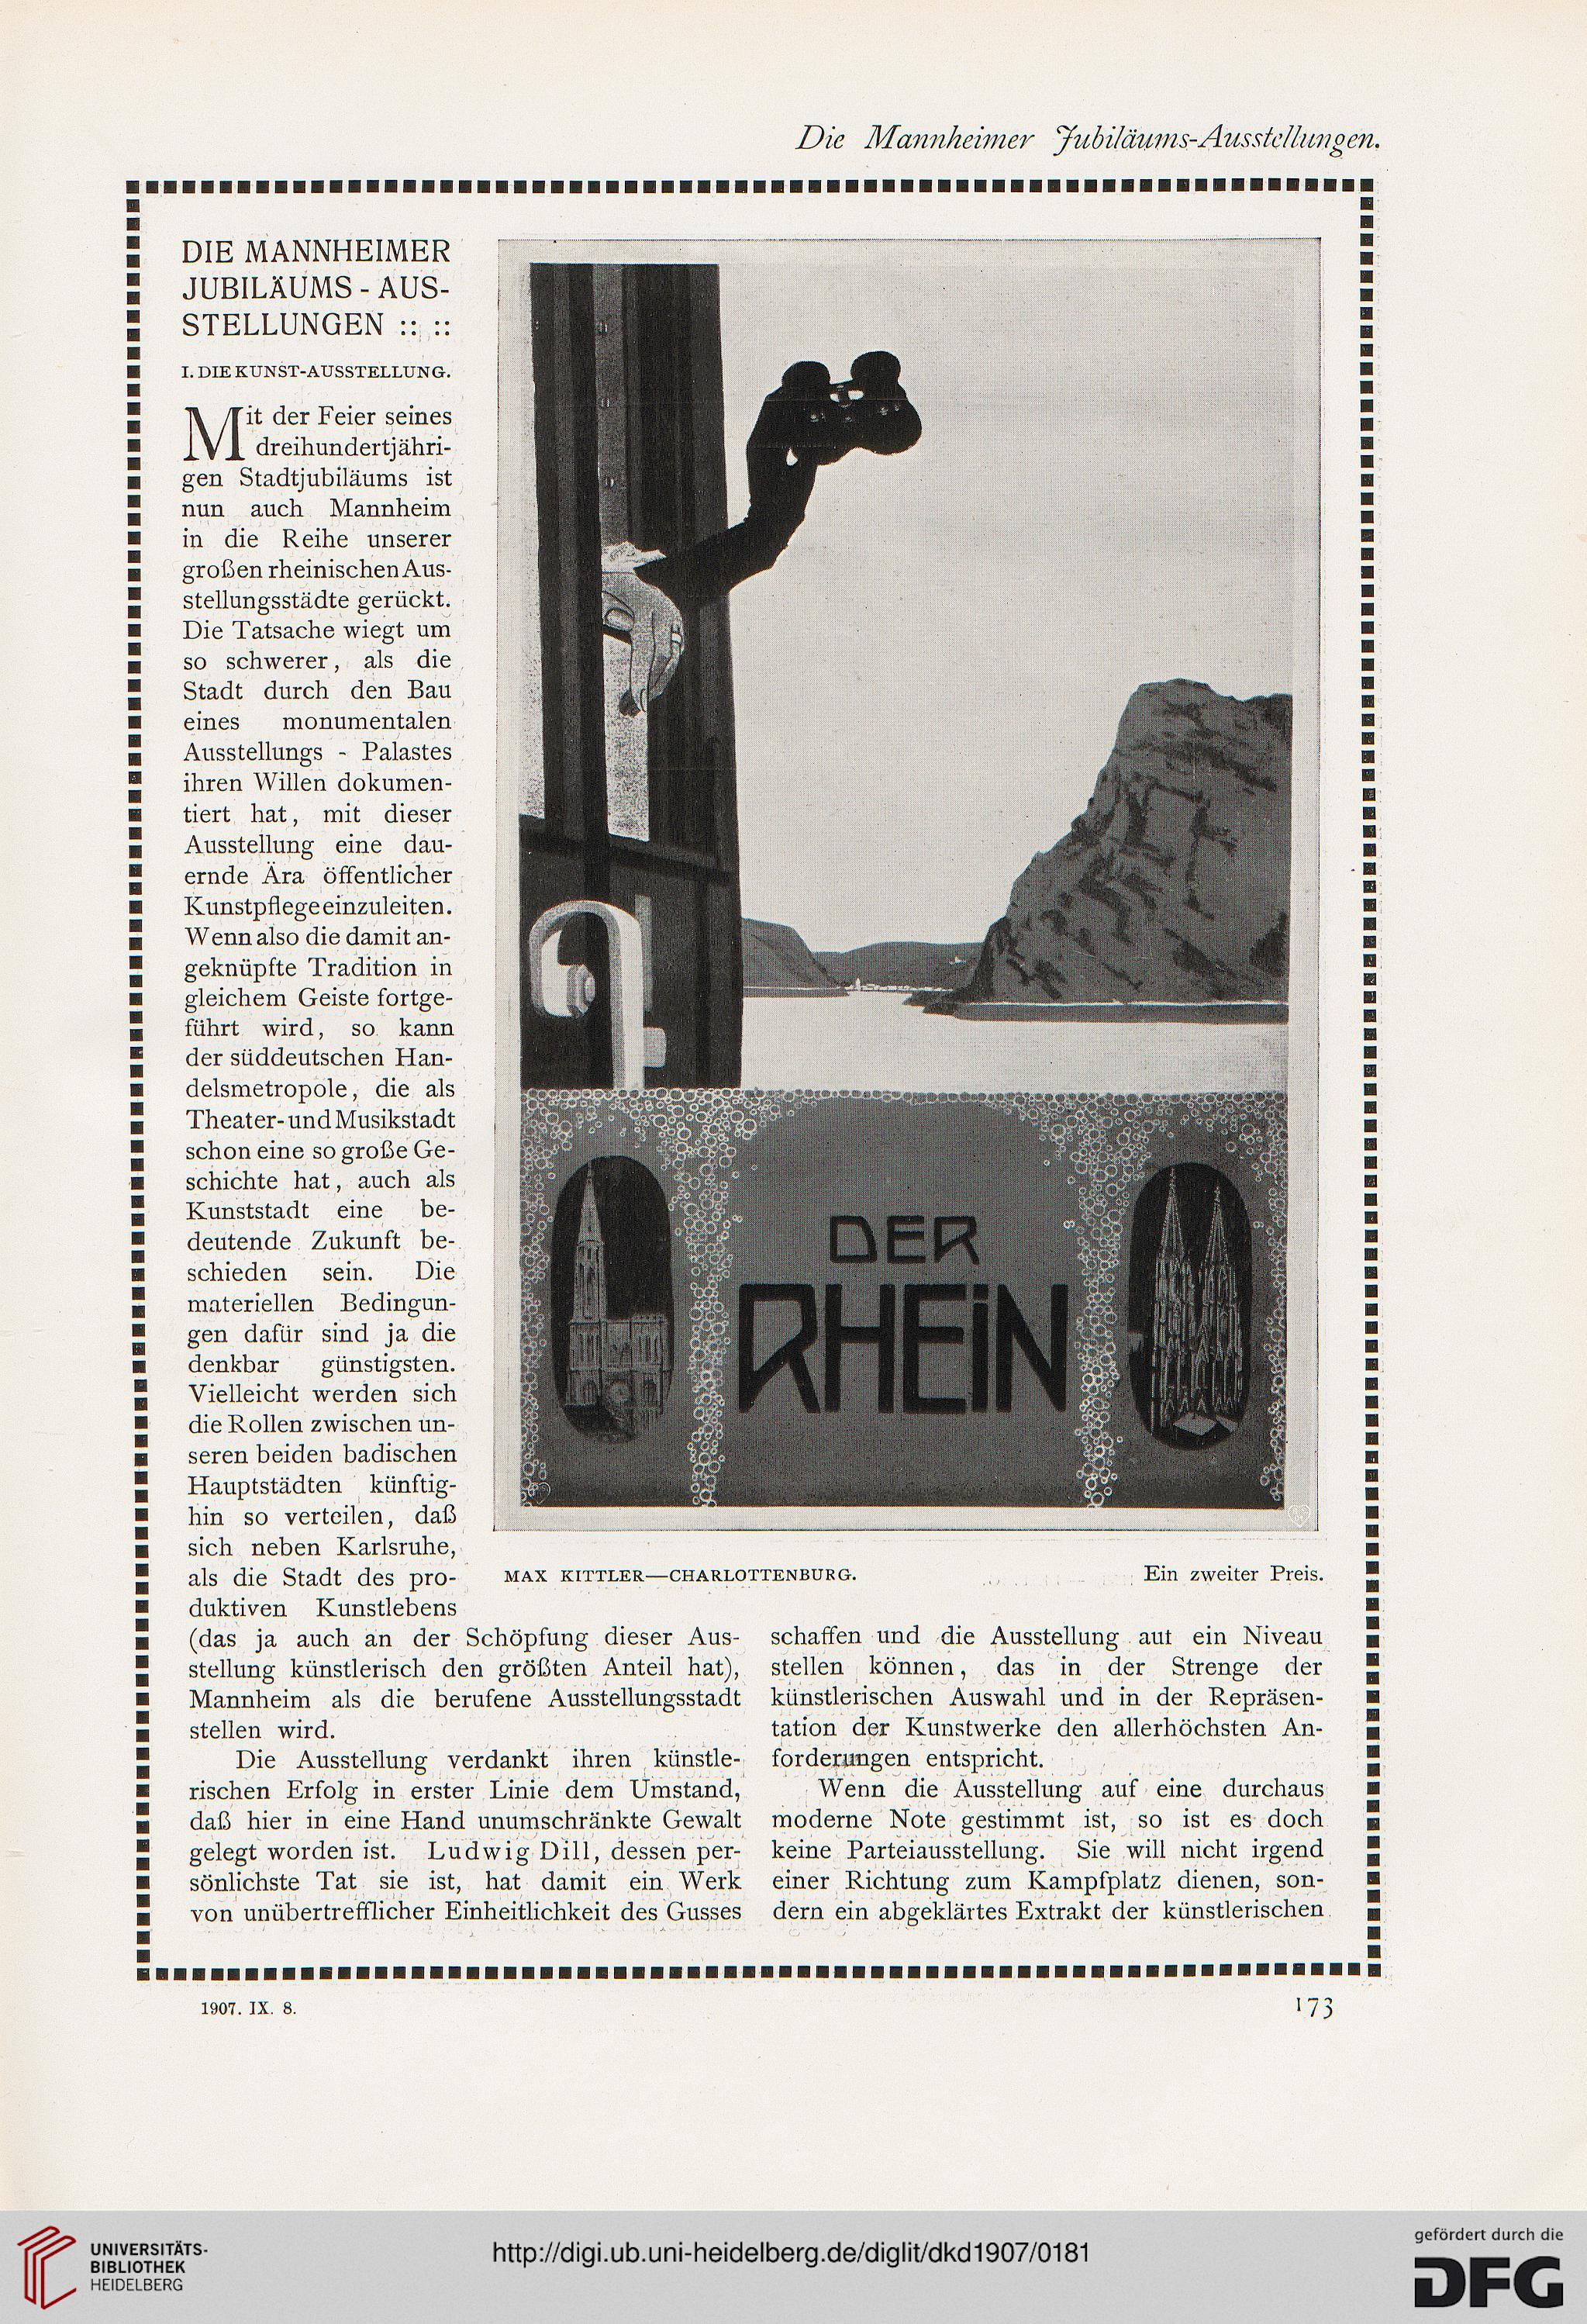 Die Mannheimer Jubiläums-Ausstellungen.
DIE MANNHEIMER
JUBILÄUMS - AUS-
STELLUNGEN :: ::
I. DIE KUNST-AUSSTELLUNG.
Mit der Feier seines
dreihundertjähri-
gen Stadtjubiläums ist
nun auch Mannheim
in die Reihe unserer
großen rheinischen Aus-
stellungsstädte gerückt.
Die Tatsache wiegt um
so schwerer, als die
Stadt durch den Bau
eines monumentalen
Ausstellungs - Palastes
ihren Willen dokumen-
tiert hat, mit dieser
Ausstellung eine dau-
ernde Ära öffentlicher
Kunstpflege einzuleiten.
Wenn also die damit an-
geknüpfte Tradition in
gleichem Geiste fortge-
führt wird, so kann
der süddeutschen Han-
delsmetropole, die als
Theater- und Musikstadt
schon eine so große Ge-
schichte hat, auch als
Kunststadt eine be-
deutende Zukunft be-
schieden sein. Die
materiellen Bedingun-
gen dafür sind ja die
denkbar günstigsten.
Vielleicht werden sich
die Rollen zwischen un-
seren beiden badischen
Hauptstädten künftig-
hin so verteilen, daß
sich neben Karlsruhe,
als die Stadt des pro-
duktiven Kunstlebens
(das ja auch an der Schöpfung dieser Aus-
stellung künstlerisch den größten Anteil hat),
Mannheim als die berufene Ausstellungsstadt
stellen wird.
Die Ausstellung verdankt ihren künstle-
rischen Erfolg in erster Linie dem Umstand,
daß hier in eine Hand unumschränkte Gewalt
gelegt worden ist. Ludwig Dill, dessen per-
sönlichste Tat sie ist, hat damit ein Werk
von unübertrefflicher Einheitlichkeit des Gusses
DER
RHEIN
MAX KITTLER—CHARLOTTENBURG.
Ein zweiter Preis.
schaffen und die Ausstellung aut ein Niveau
stellen können, das in der Strenge der
künstlerischen Auswahl und in der Repräsen-
tation der Kunstwerke den allerhöchsten An-
forderungen entspricht.
Wenn die Ausstellung auf eine durchaus
moderne Note gestimmt ist, so ist es doch
keine Parteiausstellung. Sie will nicht irgend
einer Richtung zum Kampfplatz dienen, son-
dern ein abgeklärtes Extrakt der künstlerischen
1907. IX. 8.
173
UNIVERSITÄTS-
BIBLIOTHEK
HEIDELBERG
http://digi.ub.uni-heidelberg.de/diglit/dkd1907/0181
gefördert durch die
DFG